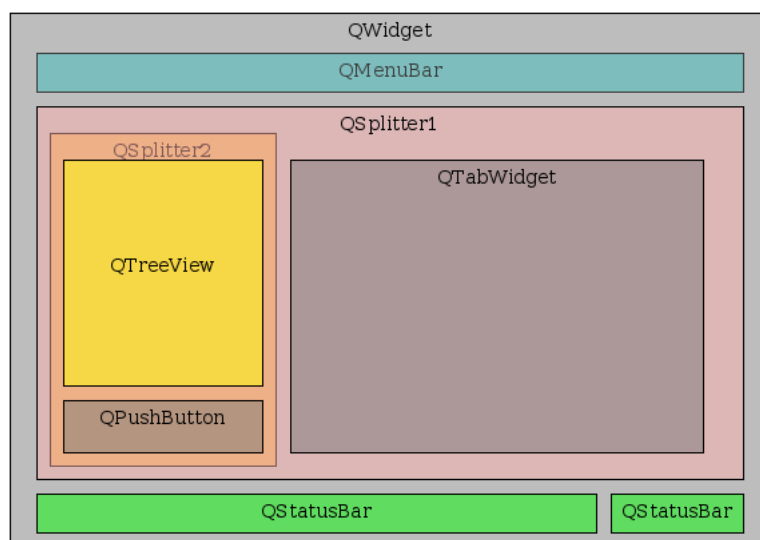 QWidget
QMenuBar
QSplitter1
QSplitter2
QTabWidget
QTreeView
QPushButton
QStatusBar
QStatusBar